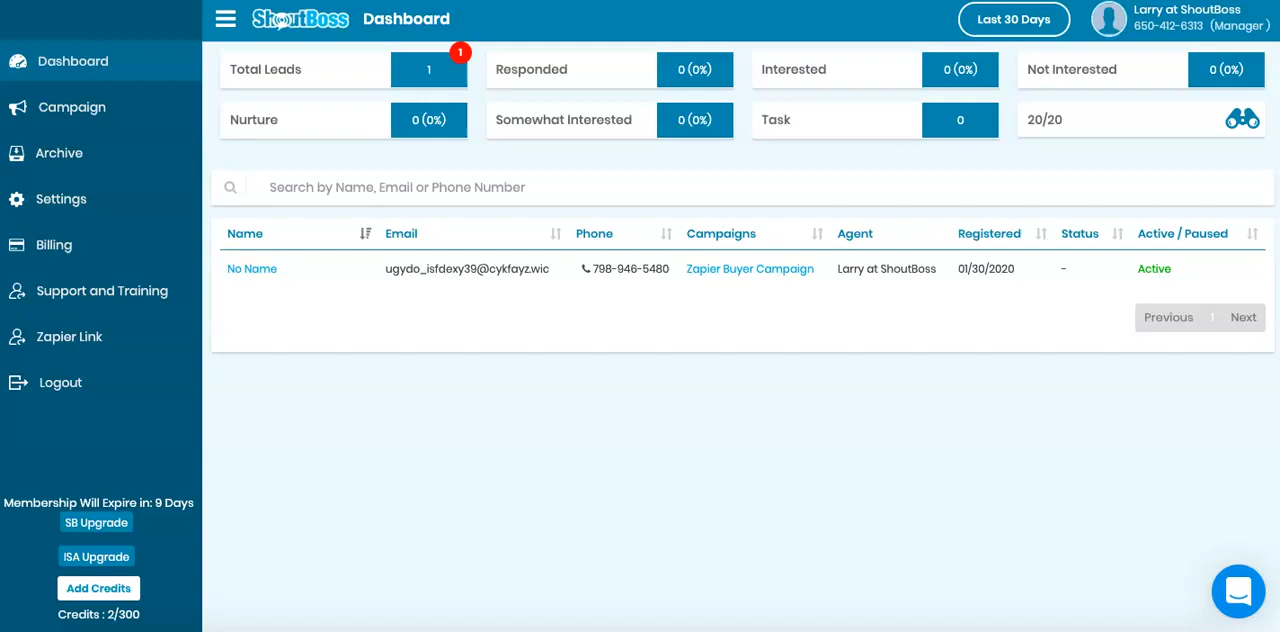 ShoutBoss Dashboard
Last 30 Days
Larry at ShoutBoss
650-412-6313 (Manager)
Dashboard
Campaign
Archive
Settings
Billing
Support and Training
Zapier Link
Logout
Membership Will Expire in: 9 Days
SB Upgrade
ISA Upgrade
Add Credits
Credits : 2/300
Total Leads 1 1
Responded 0 (0%)
Interested 0 (0%)
Not Interested 0 (0%)
Nurture 0 (0%)
Somewhat Interested 0 (0%)
Task 0
20/20
Search by Name, Email or Phone Number
Name Email Phone Campaigns Agent Registered Status Active / Paused
No Name ugydo_isfdexy39@cykfayz.wic 798-946-5480 Zapier Buyer Campaign Larry at ShoutBoss 01/30/2020 - Active
Previous 1 Next